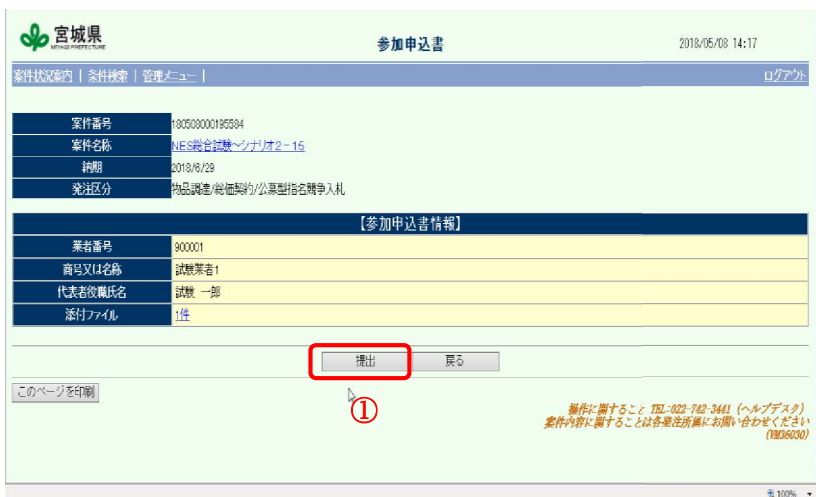 宮城県
MIYAGI PREFECTURE
参加申込書
2018/05/08 14:17
案件状況案内 | 条件検索 | 管理メニュー |
ログアウト
案件番号 180508000195584
案件名称 NES総合試験〜シナリオ2-15
納期 2018/6/29
発注区分 物品調達/総価契約/公募型指名競争入札
【参加申込書情報】
業者番号 900001
商号又は名称 試験業者1
代表者役職氏名 試験 一郎
添付ファイル 1件
提出 戻る
このページを印刷
①
操作に関すること TEL:022-742-3441 (ヘルプデスク)
案件内容に関することは各発注所属にお問い合わせください
(VM36030)
100%